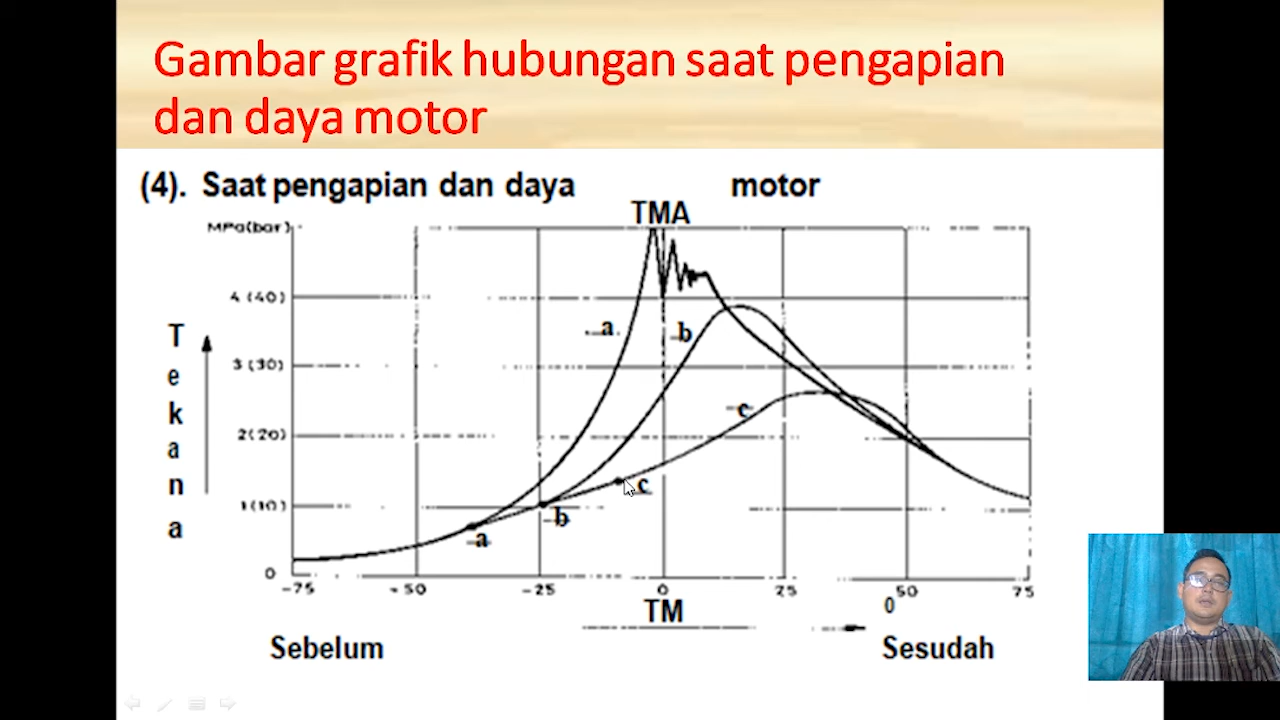 Gambar grafik hubungan saat pengapian
dan daya motor
(4). Saat pengapian dan daya motor
TMA
MPa(bar)
4 (40)
3 (30)
2(20)
1(10)
0
T
e
k
a
n
a
a
b
c
a
b
c
-75 -50 -25 0 25 50 75
TM
0
Sebelum
Sesudah